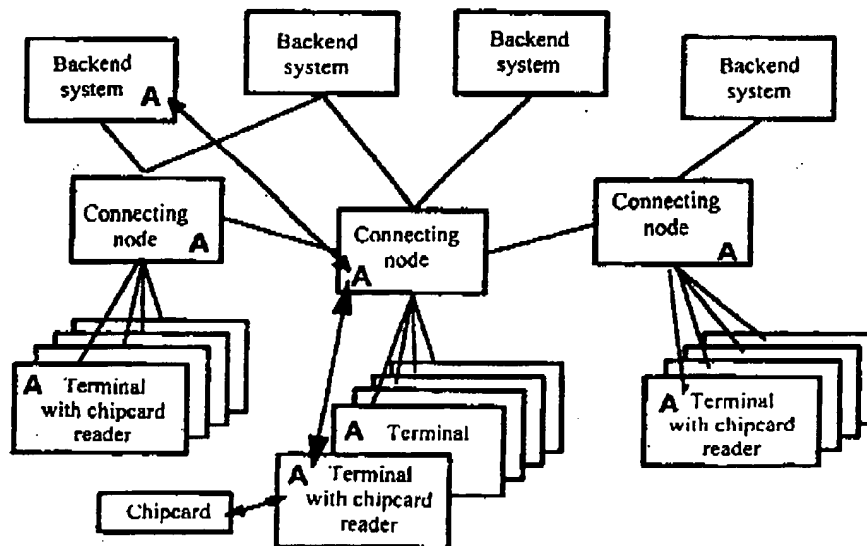 Backend
system
A
Backend
system
Backend
system
Backend
system
Connecting
node
A
Connecting
node
A
Connecting
node
A
A
Terminal
with chipcard
reader
A
Terminal
A
Terminal
with chipcard
reader
A
Terminal
with chipcard
reader
Chipcard